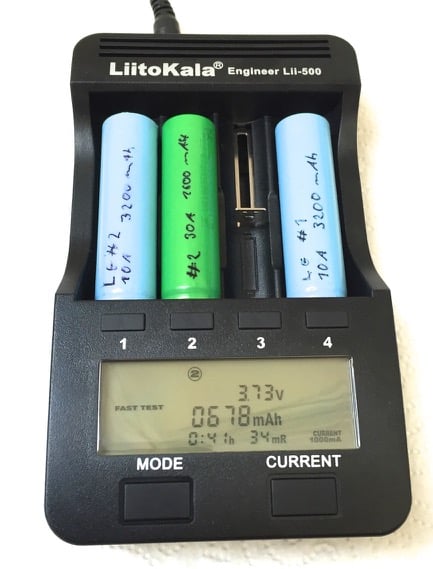 LiitoKala® Engineer Lii-500
LG #2 3200 mAh
10A
#2 30A 1600 mAh
LG #1
10A 3200 mAh
1 2 3 4
2
3.73v
FAST TEST
0678mAh
0:41h 34mR
CURRENT
1000mA
MODE CURRENT